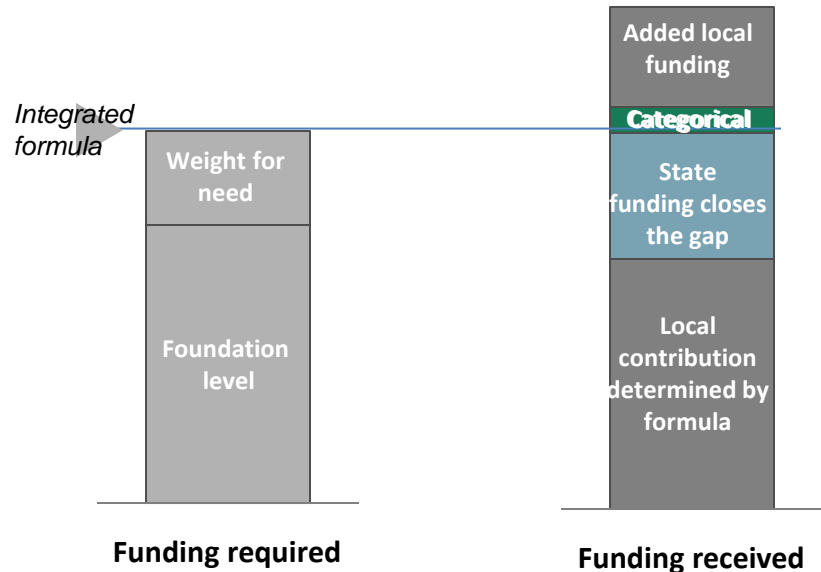 Added local
funding
Integrated
formula
Categorical
Weight for
need
State
funding closes
the gap
Foundation
level
Local
contribution
determined by
formula
Funding required
Funding received